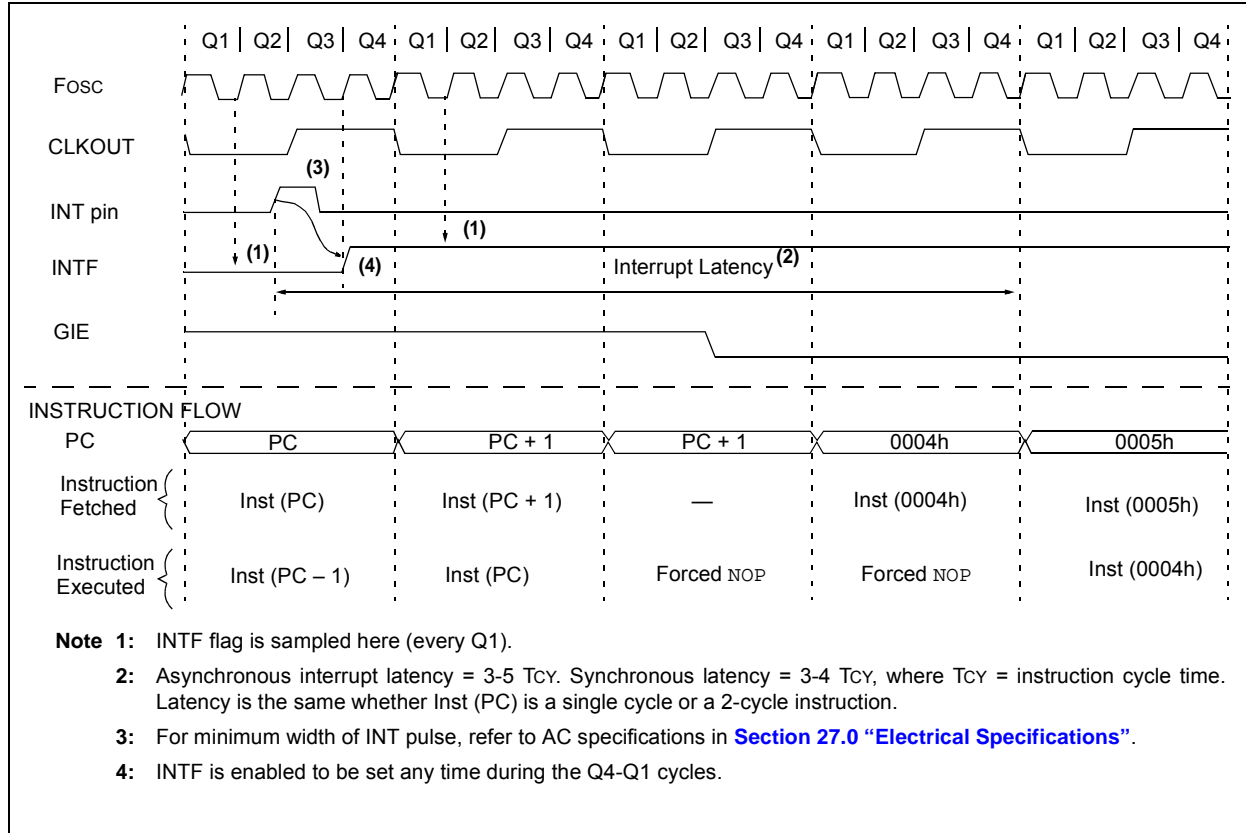 Q1 | Q2 | Q3 | Q4 Q1 | Q2 | Q3 | Q4 Q1 | Q2 | Q3 | Q4 Q1 | Q2 | Q3 | Q4 Q1 | Q2 | Q3 | Q4
FOSC
CLKOUT
(3)
INT pin
(1)
(1)
INTF
(4)
Interrupt Latency(2)
GIE
INSTRUCTION FLOW
PC PC PC + 1 PC + 1 0004h 0005h
Instruction
Fetched
Inst (PC) Inst (PC + 1) — Inst (0004h) Inst (0005h)
Instruction
Executed
Inst (PC – 1) Inst (PC) Forced NOP Forced NOP Inst (0004h)
Note 1: INTF flag is sampled here (every Q1).
2: Asynchronous interrupt latency = 3-5 TCY. Synchronous latency = 3-4 TCY, where TCY = instruction cycle time.
Latency is the same whether Inst (PC) is a single cycle or a 2-cycle instruction.
3: For minimum width of INT pulse, refer to AC specifications in Section 27.0 “Electrical Specifications”.
4: INTF is enabled to be set any time during the Q4-Q1 cycles.